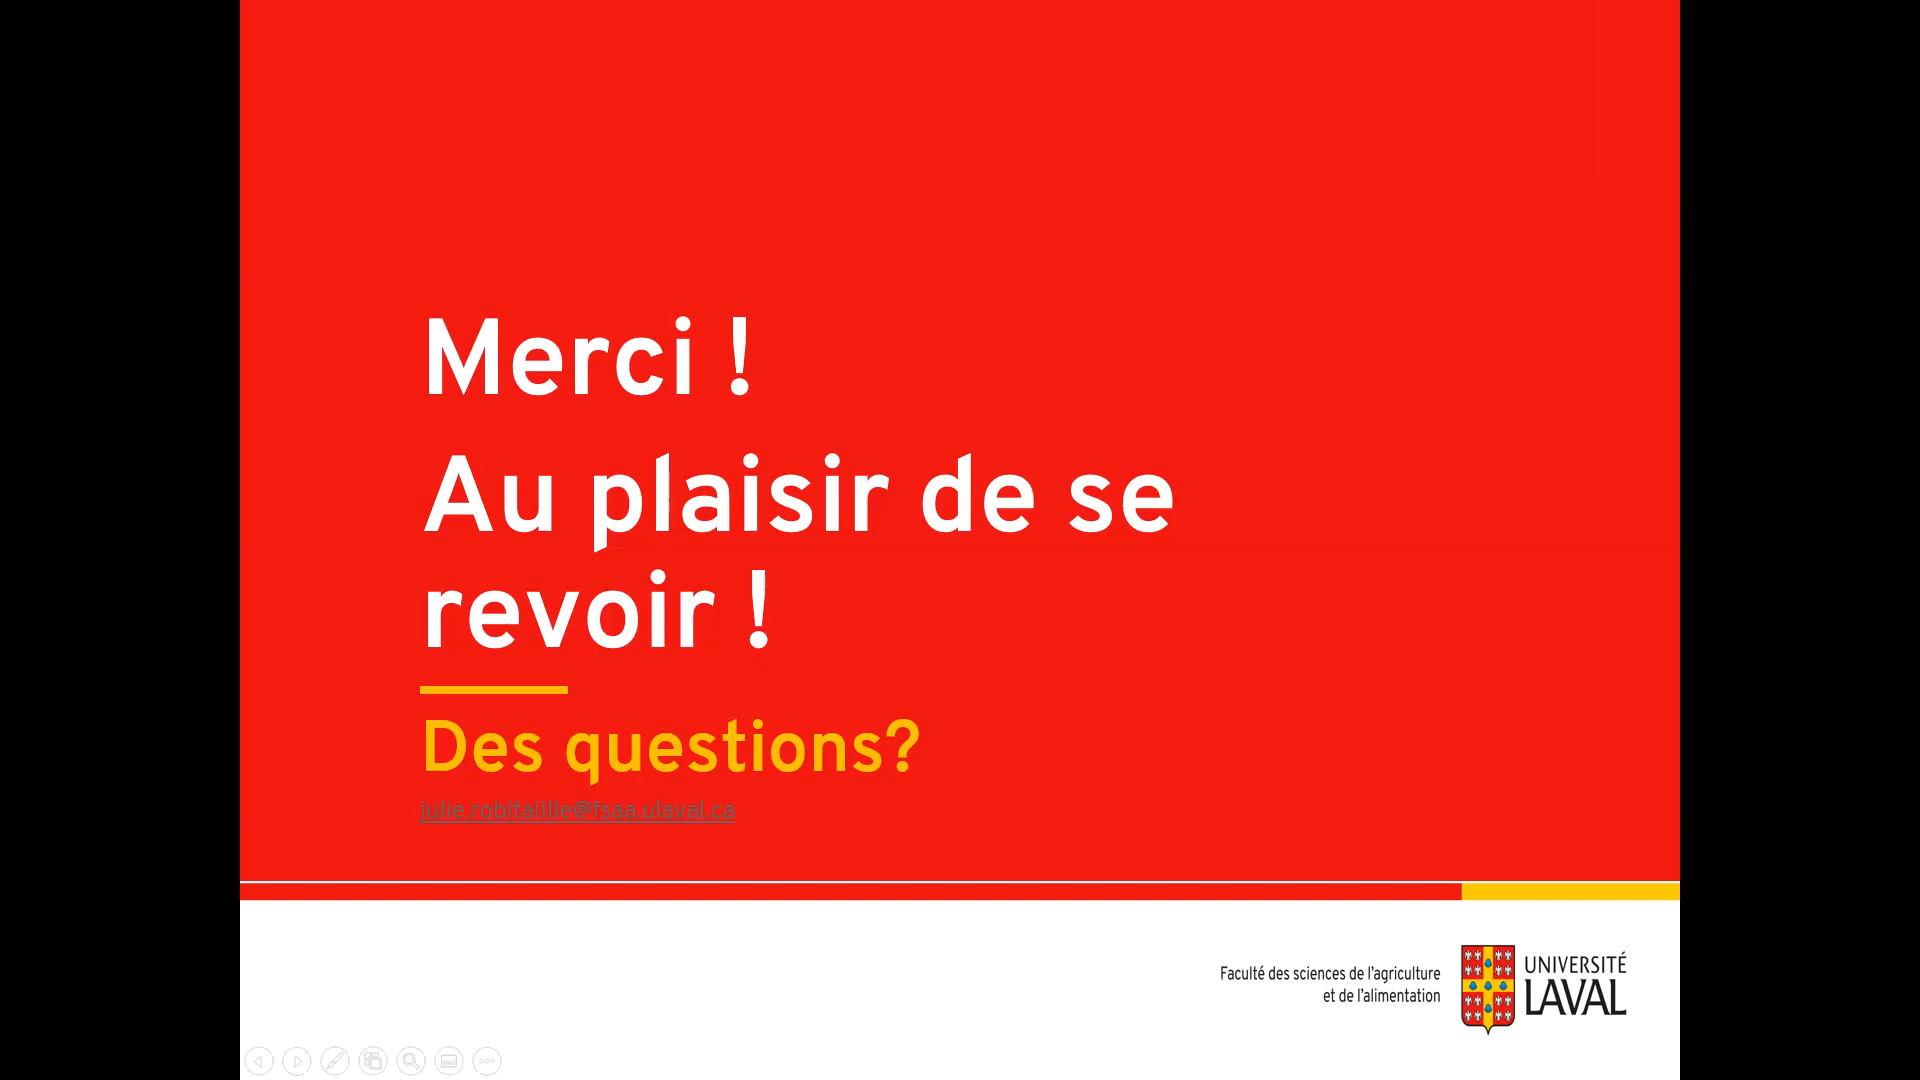 Merci !
Au plaisir de se
revoir !
Des questions?
julie.robitaillle@fsaa.ulaval.ca
Faculté des sciences de l'agriculture
et de l'alimentation
UNIVERSITÉ
LAVAL